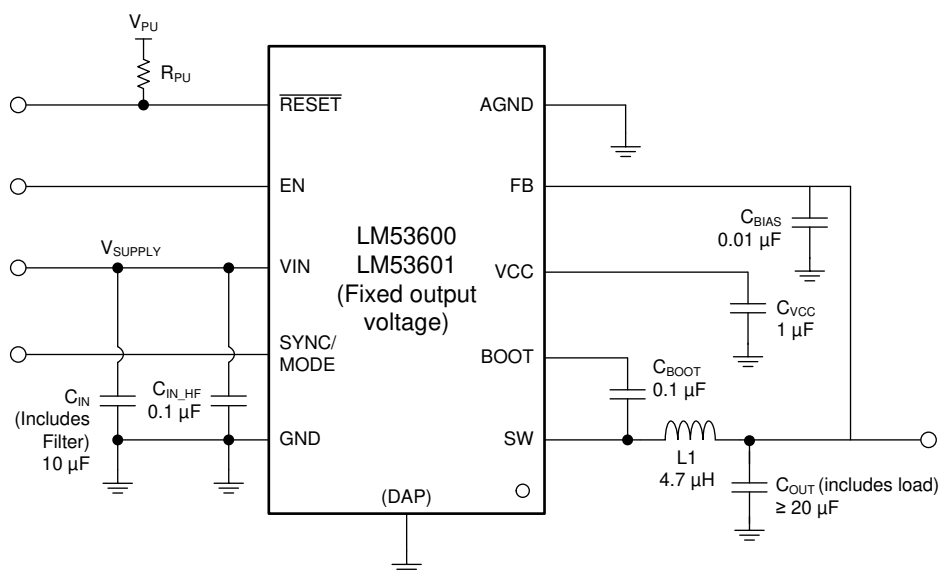 V_PU
R_PU
RESET
AGND
EN
FB
C_BIAS
0.01 µF
LM53600
LM53601
(Fixed output
voltage)
V_SUPPLY
VIN
VCC
C_VCC
1 µF
SYNC/
MODE
BOOT
C_BOOT
0.1 µF
C_IN
(Includes
Filter)
10 µF
C_IN_HF
0.1 µF
GND
SW
L1
4.7 µH
(DAP)
C_OUT (includes load)
≥ 20 µF